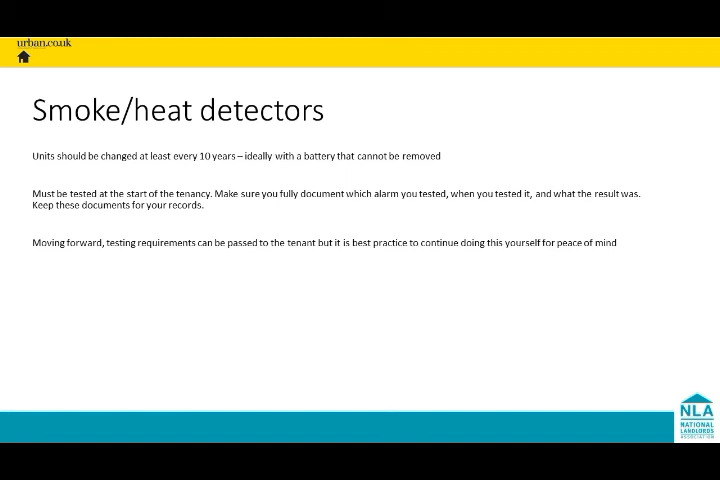 urban.co.uk
Smoke/heat detectors
Units should be changed at least every 10 years – ideally with a battery that cannot be removed
Must be tested at the start of the tenancy. Make sure you fully document which alarm you tested, when you tested it, and what the result was.
Keep these documents for your records.
Moving forward, testing requirements can be passed to the tenant but it is best practice to continue doing this yourself for peace of mind
NLA
NATIONAL
LANDLORDS
ASSOCIATION